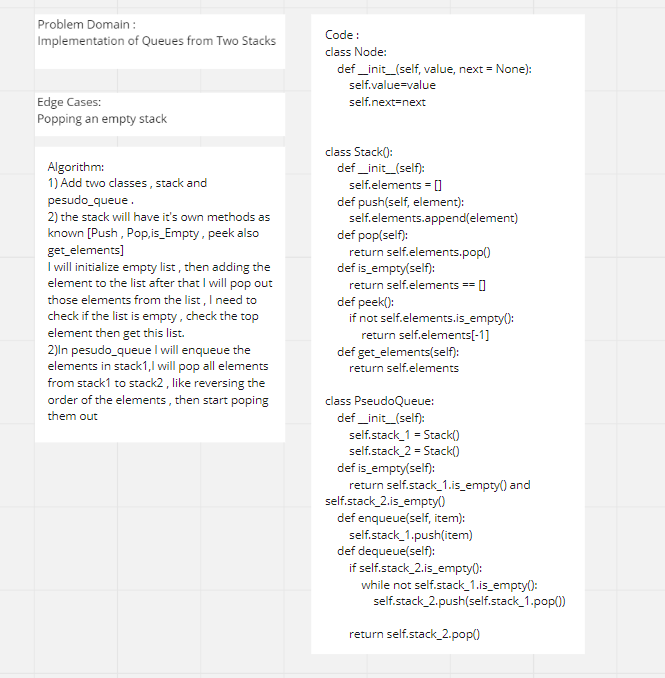 Problem Domain :
Implementation of Queues from Two Stacks
Edge Cases:
Popping an empty stack
Algorithm:
1) Add two classes , stack and
pesudo_queue .
2) the stack will have it's own methods as
known [Push , Pop,is_Empty , peek also
get_elements]
I will initialize empty list , then adding the
element to the list after that I will pop out
those elements from the list , I need to
check if the list is empty , check the top
element then get this list.
2)In pesudo_queue I will enqueue the
elements in stack1,I will pop all elements
from stack1 to stack2 , like reversing the
order of the elements , then start poping
them out
Code :
class Node:
def __init__(self, value, next = None):
self.value=value
self.next=next
class Stack():
def __init__(self):
self.elements = []
def push(self, element):
self.elements.append(element)
def pop(self):
return self.elements.pop()
def is_empty(self):
return self.elements == []
def peek():
if not self.elements.is_empty():
return self.elements[-1]
def get_elements(self):
return self.elements
class PseudoQueue:
def __init__(self):
self.stack_1 = Stack()
self.stack_2 = Stack()
def is_empty(self):
return self.stack_1.is_empty() and
self.stack_2.is_empty()
def enqueue(self, item):
self.stack_1.push(item)
def dequeue(self):
if self.stack_2.is_empty():
while not self.stack_1.is_empty():
self.stack_2.push(self.stack_1.pop())
return self.stack_2.pop()